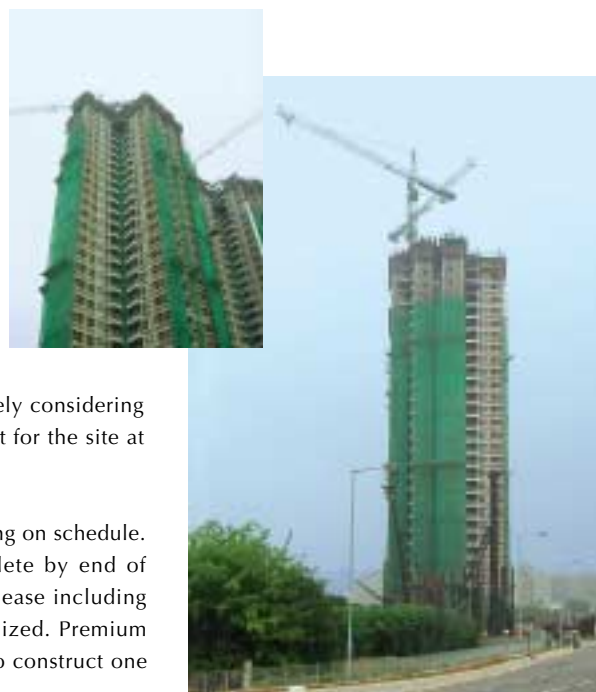 ely considering
t for the site at
ng on schedule.
lete by end of
ease including
ized. Premium
o construct one